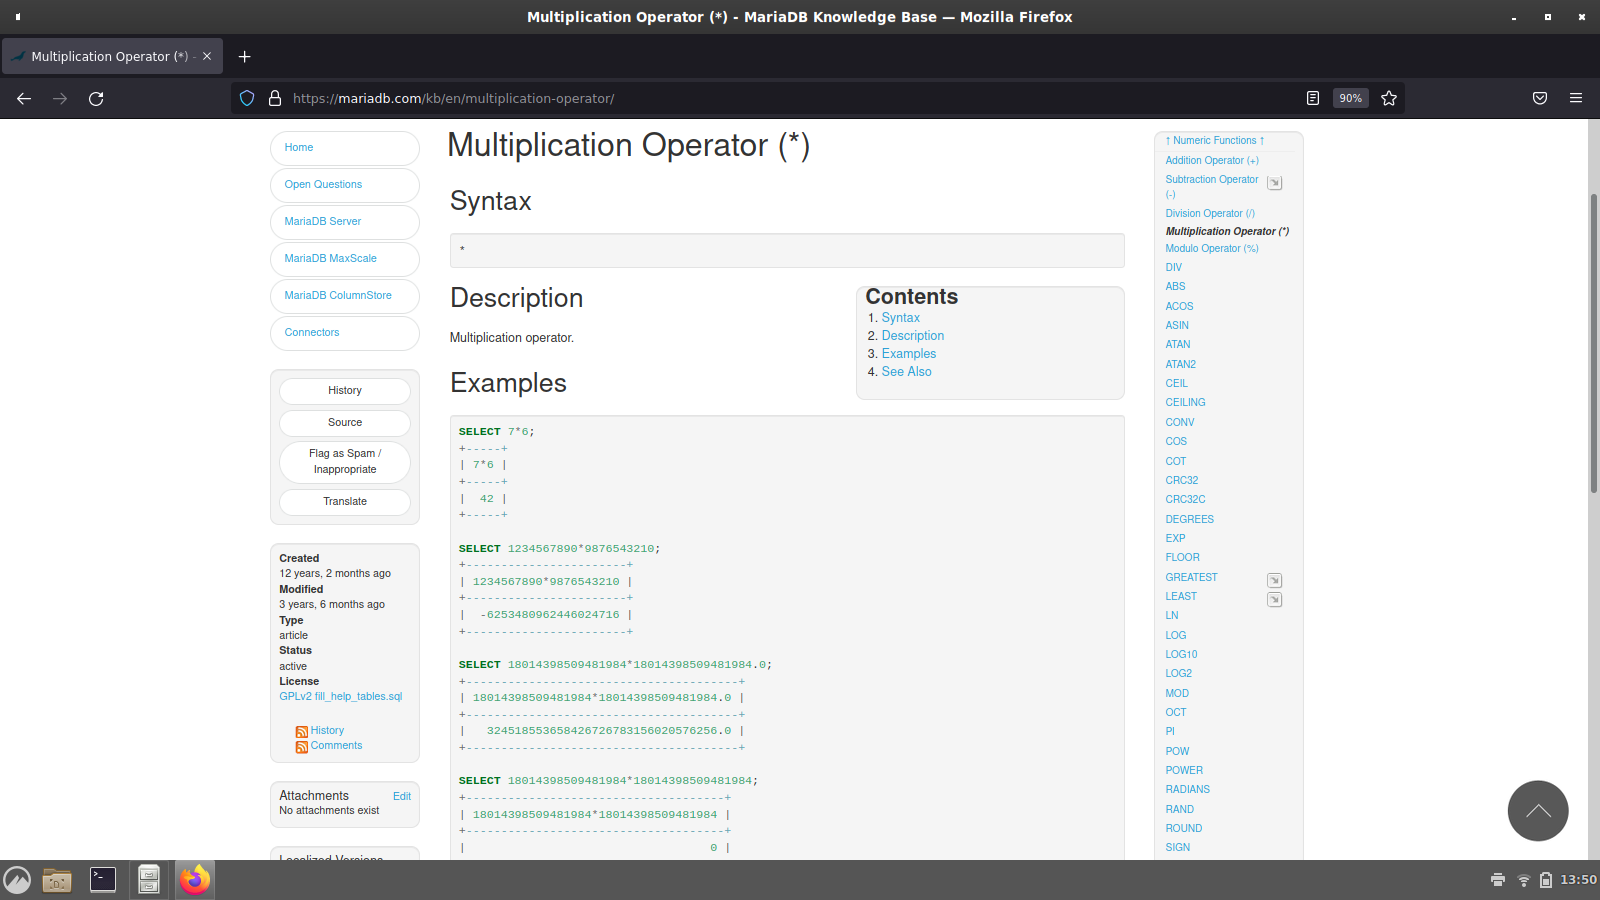 Multiplication Operator (*) - MariaDB Knowledge Base — Mozilla Firefox
Multiplication Operator (*) -
https://mariadb.com/kb/en/multiplication-operator/
90%
Home
Open Questions
MariaDB Server
MariaDB MaxScale
MariaDB ColumnStore
Connectors
History
Source
Flag as Spam /
Inappropriate
Translate
Created
12 years, 2 months ago
Modified
3 years, 6 months ago
Type
article
Status
active
License
GPLv2 fill_help_tables.sql
History
Comments
Attachments Edit
No attachments exist
Localized Versions
Multiplication Operator (*)
Syntax
*
Description
Multiplication operator.
Contents
1. Syntax
2. Description
3. Examples
4. See Also
Examples
SELECT 7*6;
+-----+
| 7*6 |
+-----+
|  42 |
+-----+
SELECT 1234567890*9876543210;
+-----------------------+
| 1234567890*9876543210 |
+-----------------------+
|  -6253480962446024716 |
+-----------------------+
SELECT 18014398509481984*18014398509481984.0;
+---------------------------------------+
| 18014398509481984*18014398509481984.0 |
+---------------------------------------+
|   324518553658426726783156020576256.0 |
+---------------------------------------+
SELECT 18014398509481984*18014398509481984;
+-------------------------------------+
| 18014398509481984*18014398509481984 |
+-------------------------------------+
|                                   0 |
↑ Numeric Functions ↑
Addition Operator (+)
Subtraction Operator
(-)
Division Operator (/)
Multiplication Operator (*)
Modulo Operator (%)
DIV
ABS
ACOS
ASIN
ATAN
ATAN2
CEIL
CEILING
CONV
COS
COT
CRC32
CRC32C
DEGREES
EXP
FLOOR
GREATEST
LEAST
LN
LOG
LOG10
LOG2
MOD
OCT
PI
POW
POWER
RADIANS
RAND
ROUND
SIGN
13:50